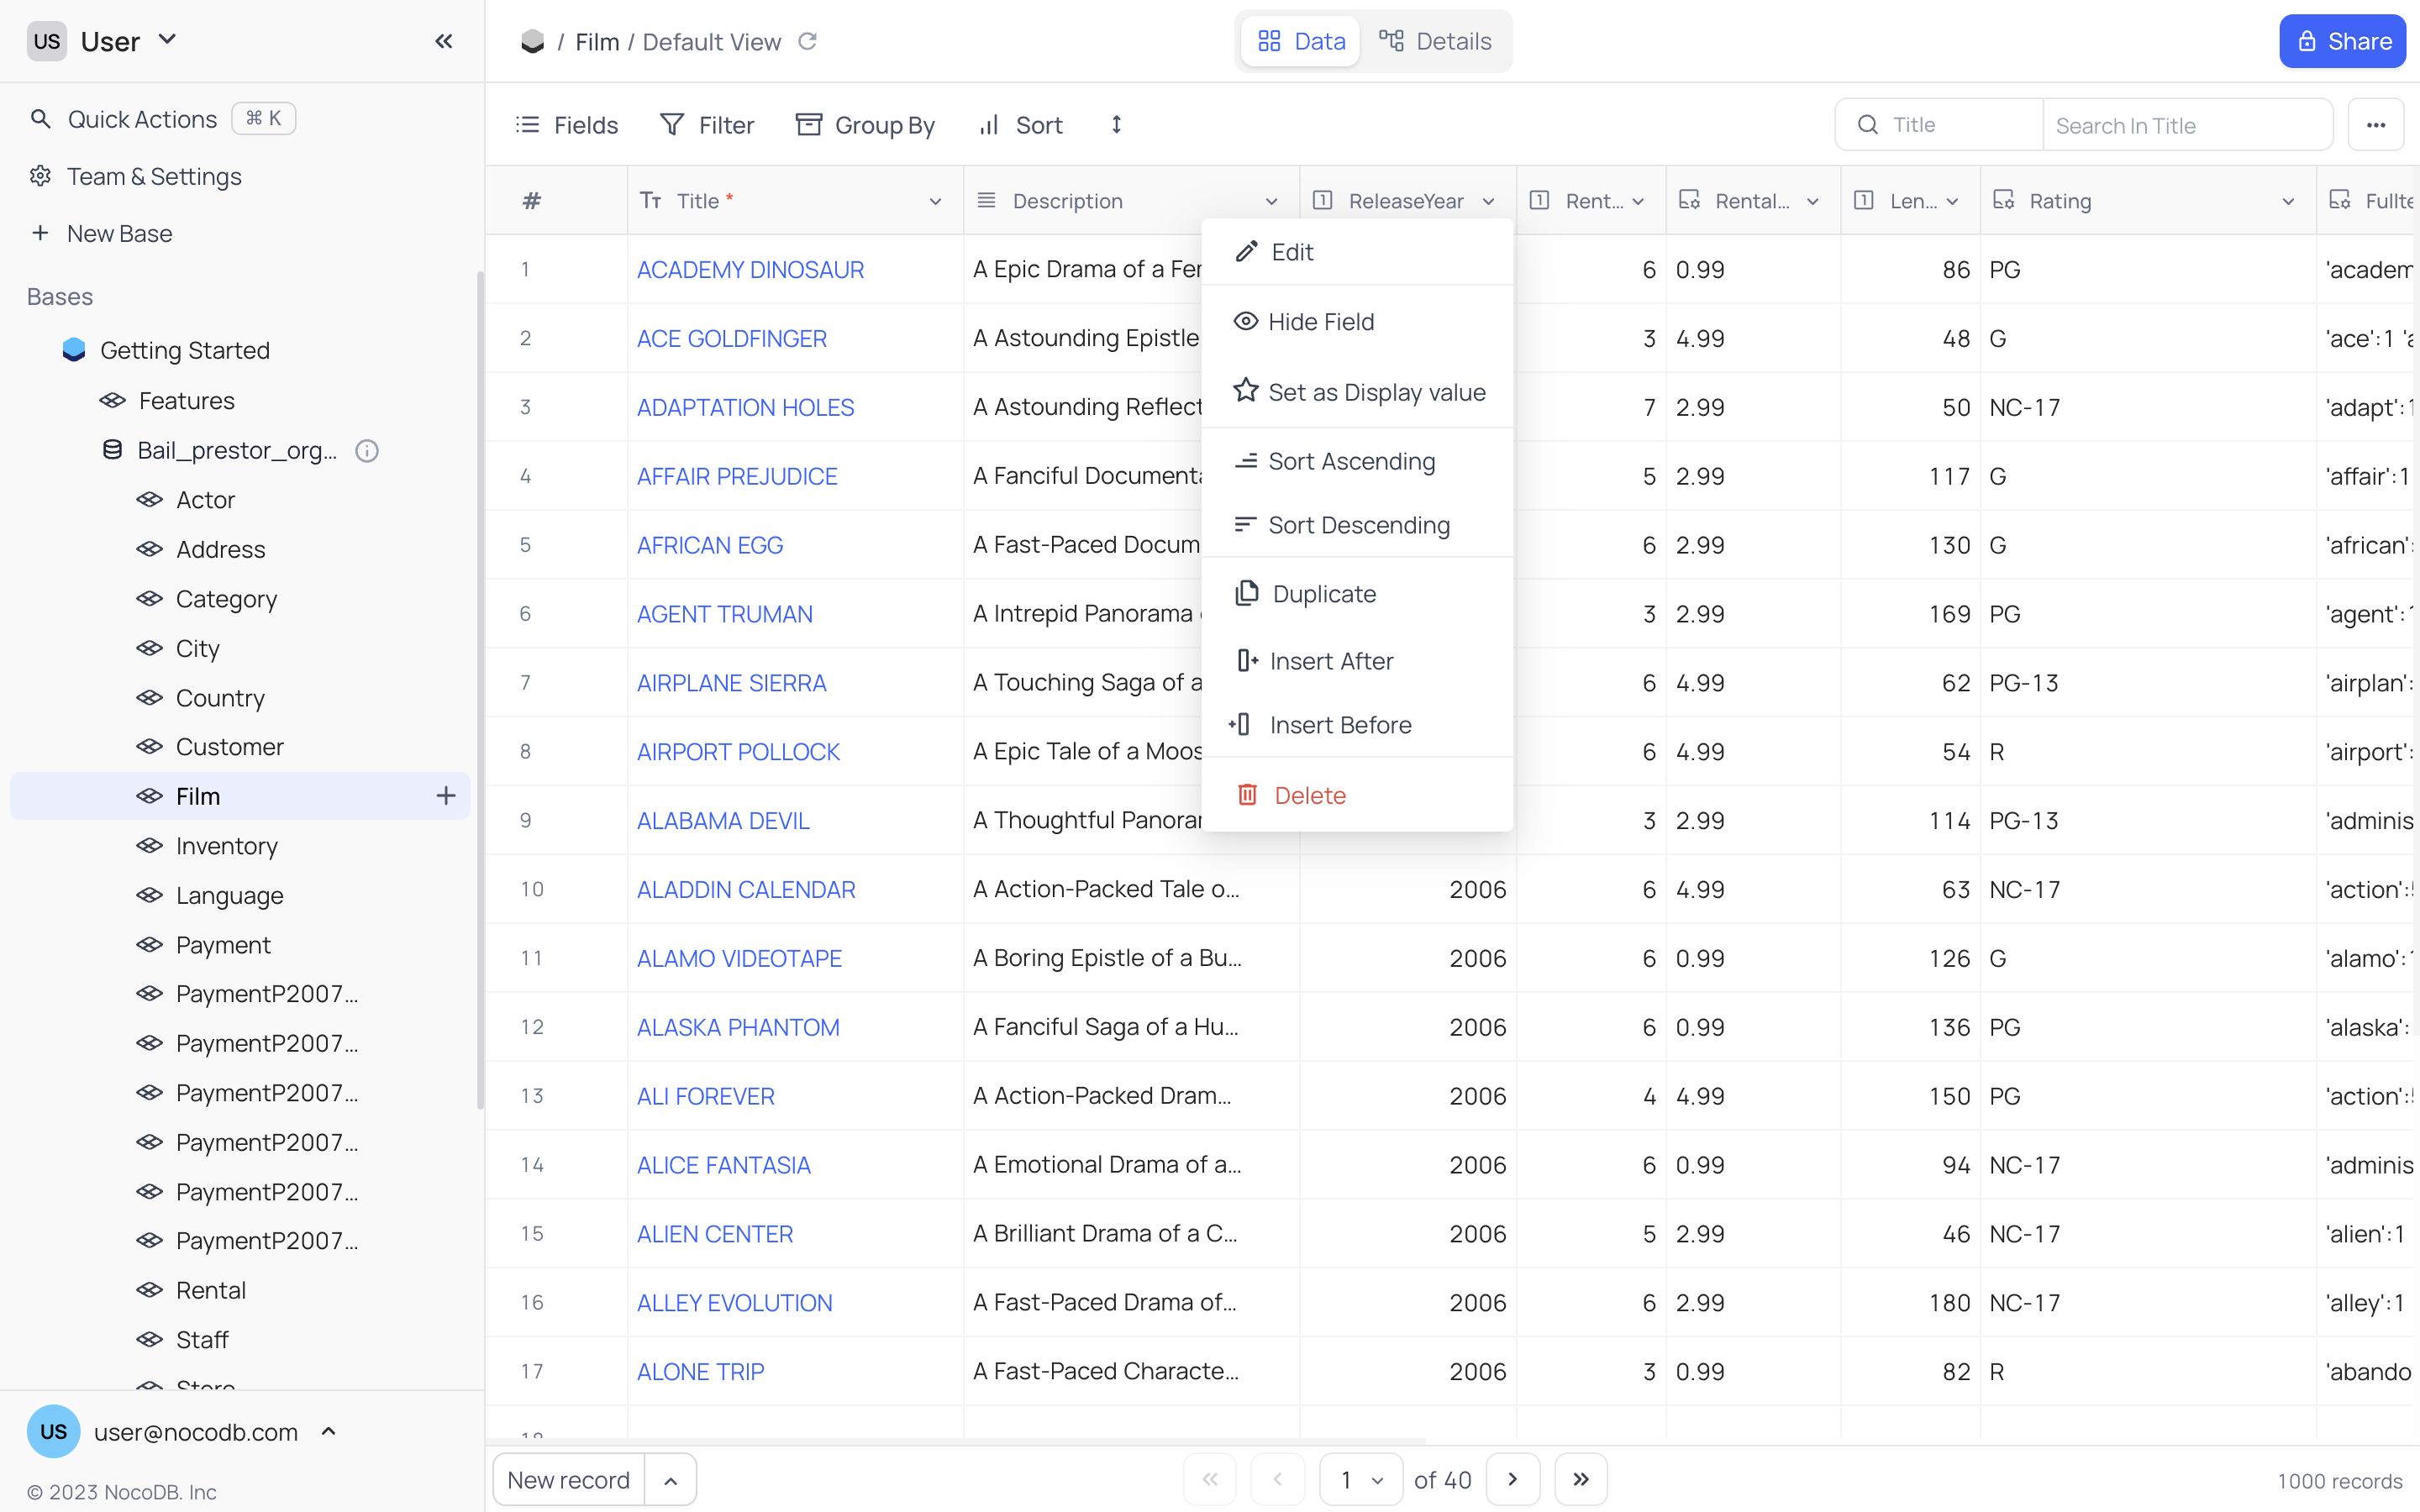 US User
Quick Actions ⌘ K
Team & Settings
New Base
Bases
Getting Started
Features
Bail_prestor_org...
Actor
Address
Category
City
Country
Customer
Film
Inventory
Language
Payment
PaymentP2007...
PaymentP2007...
PaymentP2007...
PaymentP2007...
PaymentP2007...
PaymentP2007...
Rental
Staff
Store
US user@nocodb.com
© 2023 NocoDB. Inc
/ Film / Default View
Data Details
Share
Fields Filter Group By Sort
Title Search In Title
# Title * Description ReleaseYear Rent... Rental... Len... Rating Fullte
1 ACADEMY DINOSAUR A Epic Drama of a Fer 6 0.99 86 PG 'academ
2 ACE GOLDFINGER A Astounding Epistle 3 4.99 48 G 'ace':1 'a
3 ADAPTATION HOLES A Astounding Reflect 7 2.99 50 NC-17 'adapt':1
4 AFFAIR PREJUDICE A Fanciful Documenta 5 2.99 117 G 'affair':1
5 AFRICAN EGG A Fast-Paced Docum 6 2.99 130 G 'african':
6 AGENT TRUMAN A Intrepid Panorama 3 2.99 169 PG 'agent':1
7 AIRPLANE SIERRA A Touching Saga of a 6 4.99 62 PG-13 'airplan':
8 AIRPORT POLLOCK A Epic Tale of a Moos 6 4.99 54 R 'airport':
9 ALABAMA DEVIL A Thoughtful Panorar 3 2.99 114 PG-13 'adminis
10 ALADDIN CALENDAR A Action-Packed Tale o... 2006 6 4.99 63 NC-17 'action':
11 ALAMO VIDEOTAPE A Boring Epistle of a Bu... 2006 6 0.99 126 G 'alamo':1
12 ALASKA PHANTOM A Fanciful Saga of a Hu... 2006 6 0.99 136 PG 'alaska':
13 ALI FOREVER A Action-Packed Dram... 2006 4 4.99 150 PG 'action':
14 ALICE FANTASIA A Emotional Drama of a... 2006 6 0.99 94 NC-17 'adminis
15 ALIEN CENTER A Brilliant Drama of a C... 2006 5 2.99 46 NC-17 'alien':1
16 ALLEY EVOLUTION A Fast-Paced Drama of... 2006 6 2.99 180 NC-17 'alley':1
17 ALONE TRIP A Fast-Paced Characte... 2006 3 0.99 82 R 'abando
18
Edit
Hide Field
Set as Display value
Sort Ascending
Sort Descending
Duplicate
Insert After
Insert Before
Delete
New record
1 of 40
1000 records